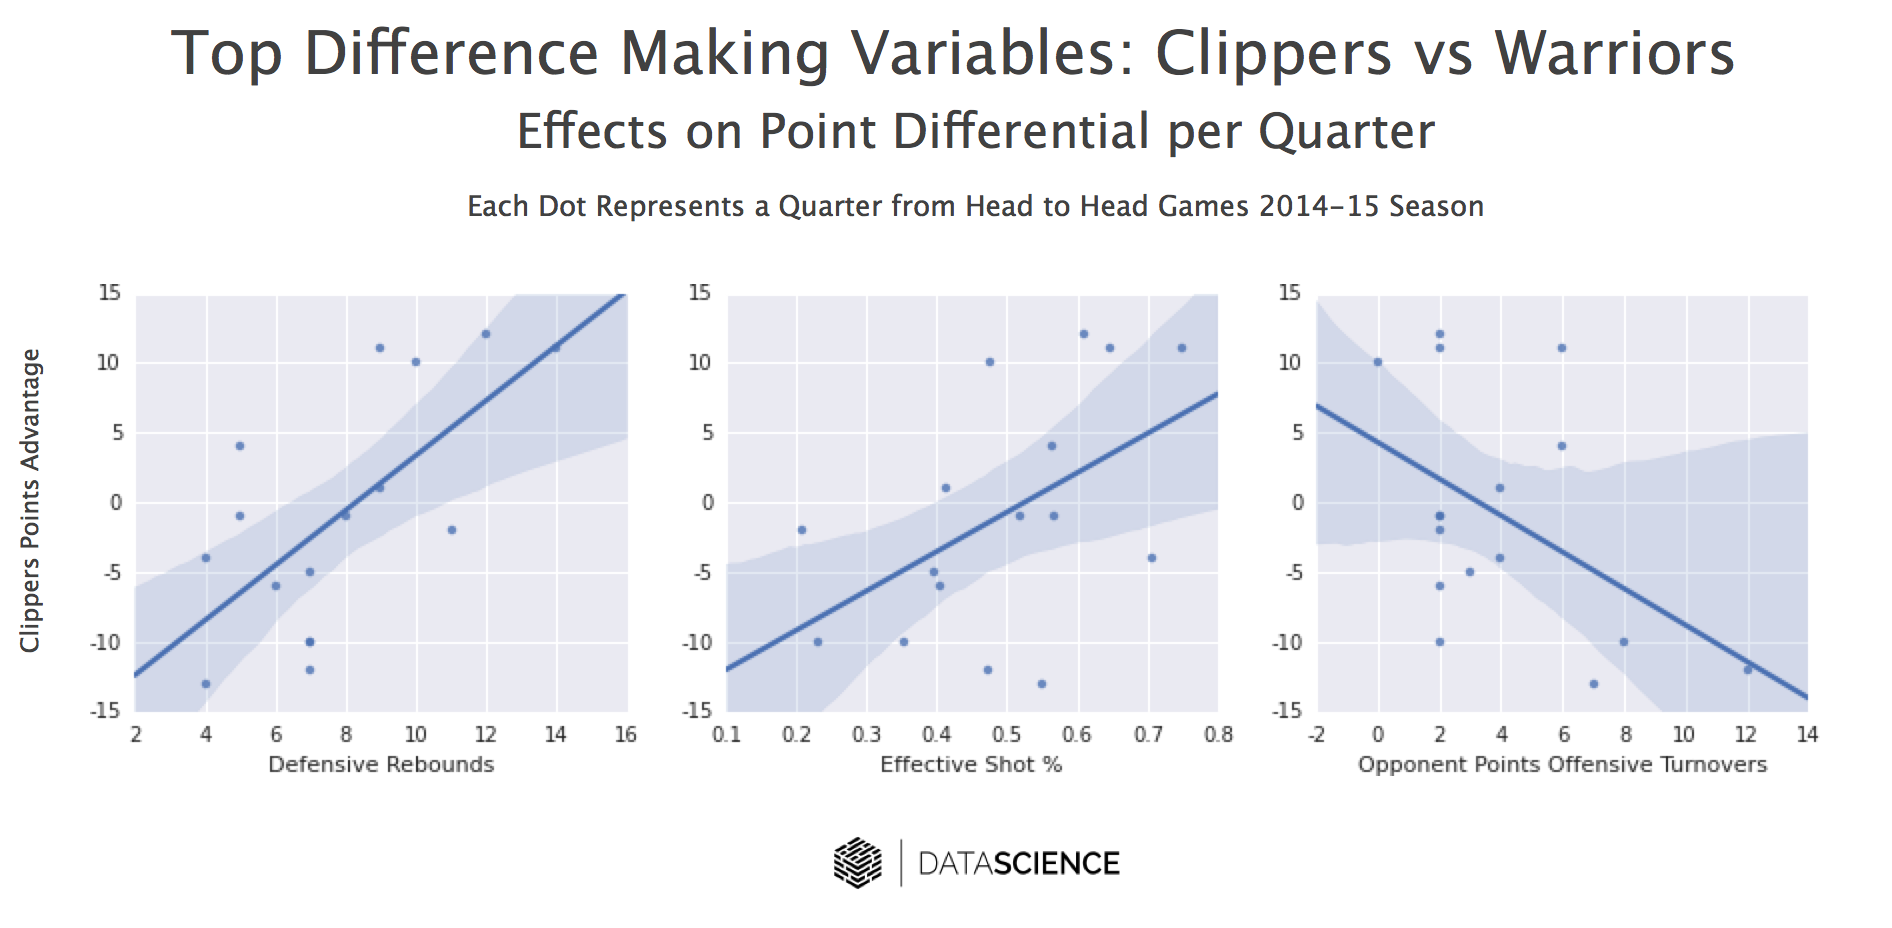 Top Difference Making Variables: Clippers vs Warriors
Effects on Point Differential per Quarter
Each Dot Represents a Quarter from Head to Head Games 2014-15 Season
Clippers Points Advantage
15
10
5
0
-5
-10
-15
2 4 6 8 10 12 14 16
Defensive Rebounds
15
10
5
0
-5
-10
-15
0.1 0.2 0.3 0.4 0.5 0.6 0.7 0.8
Effective Shot %
15
10
5
0
-5
-10
-15
-2 0 2 4 6 8 10 12 14
Opponent Points Offensive Turnovers
DATASCIENCE